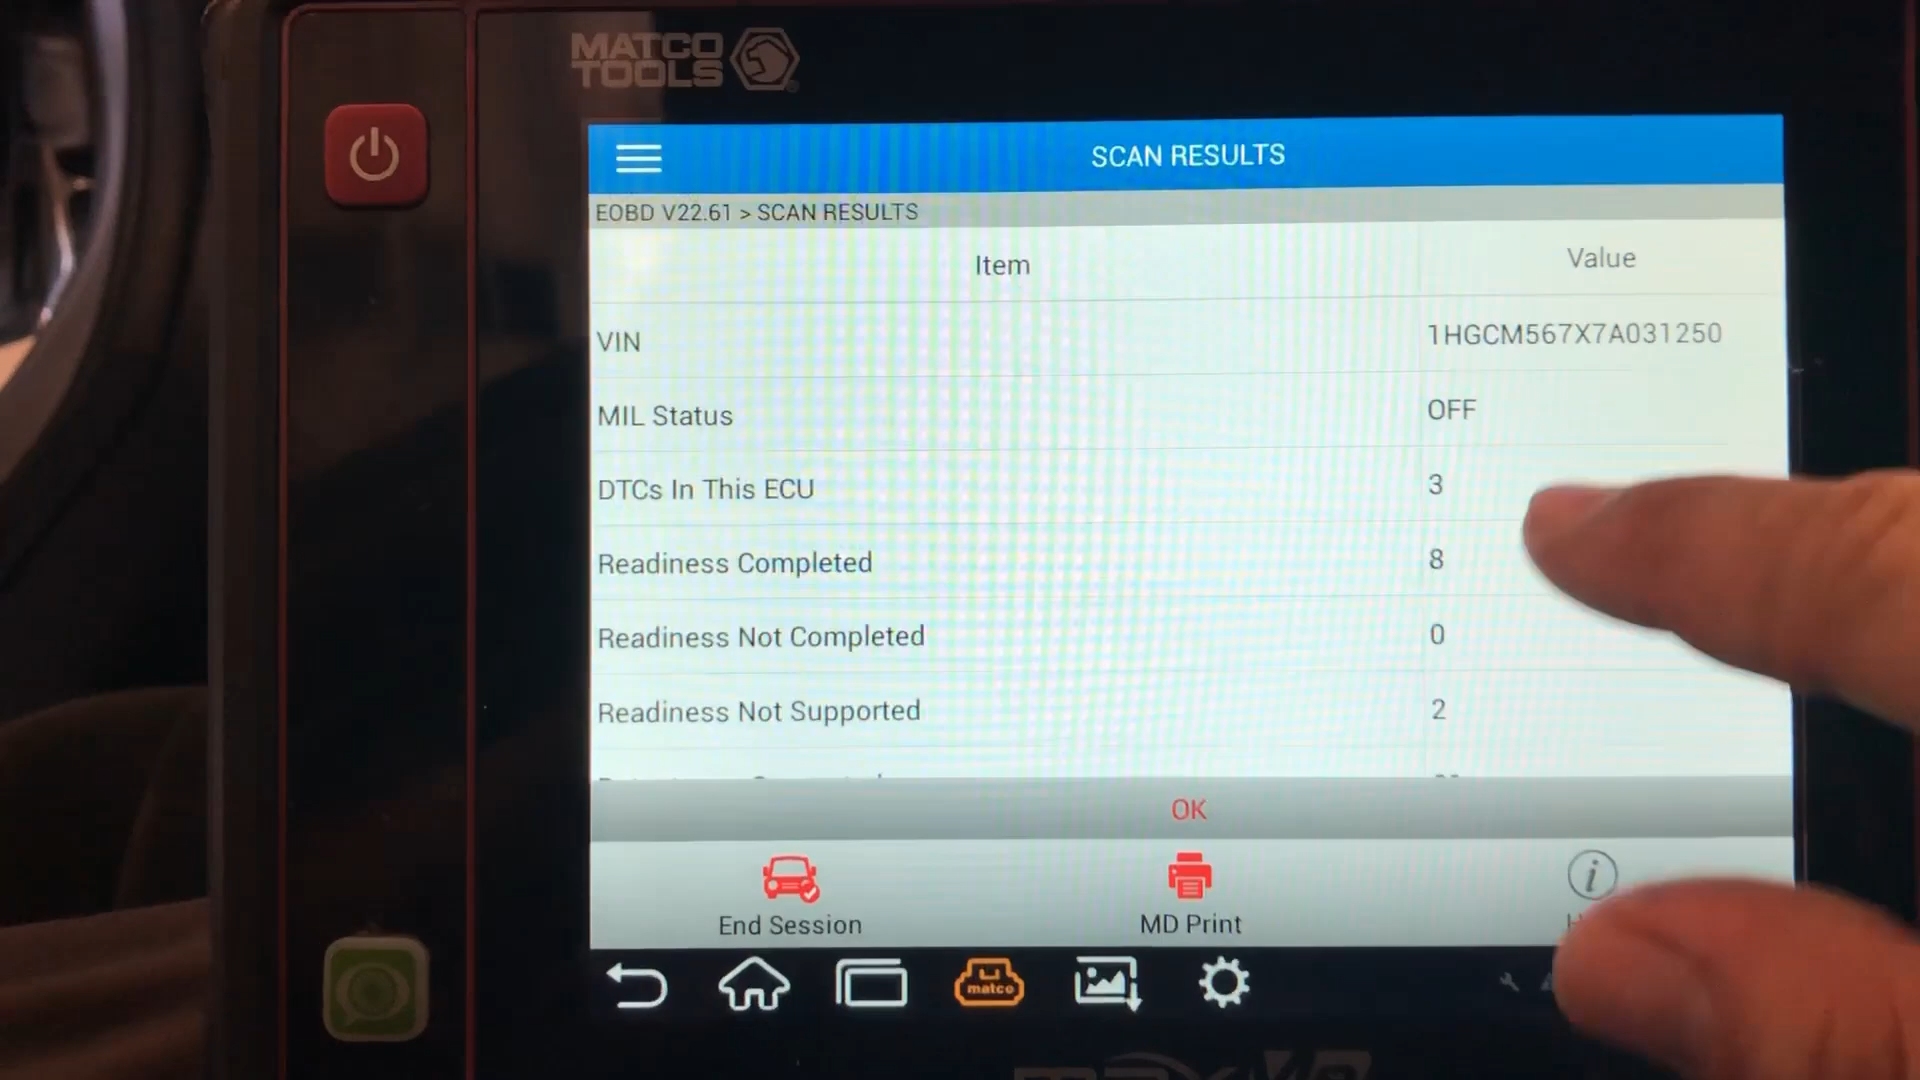 MATCO
TOOLS
SCAN RESULTS
EOBD V22.61 > SCAN RESULTS
Item Value
VIN 1HGCM567X7A031250
MIL Status OFF
DTCs In This ECU 3
Readiness Completed 8
Readiness Not Completed 0
Readiness Not Supported 2
OK
End Session MD Print
matco